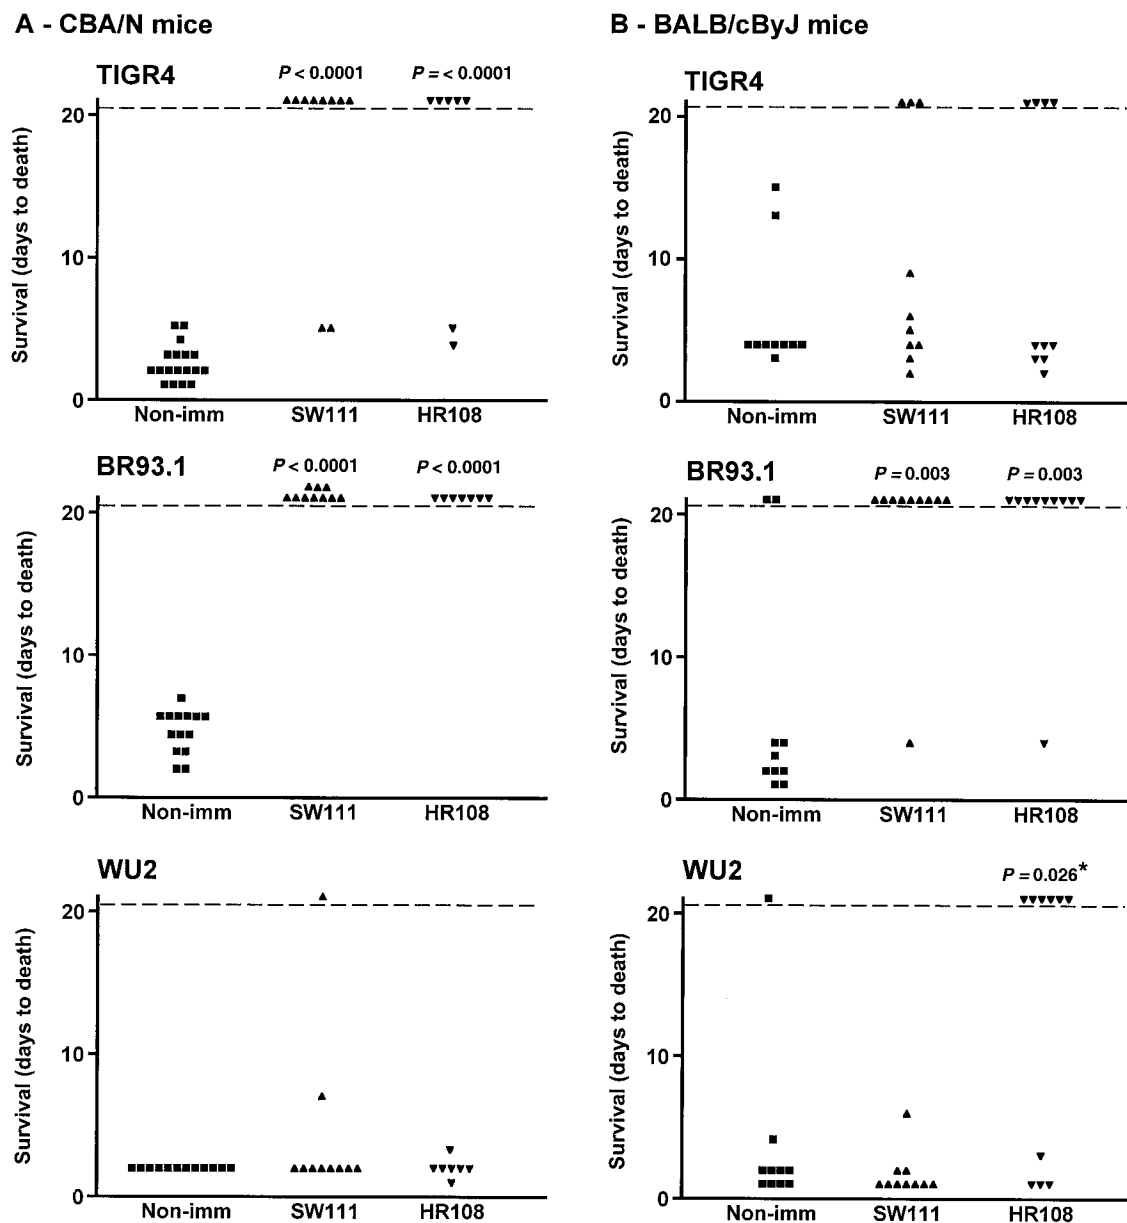 A - CBA/N mice
B - BALB/cByJ mice
TIGR4
P < 0.0001
P = < 0.0001
Survival (days to death)
20
10
0
Non-imm
SW111
HR108
TIGR4
Survival (days to death)
20
10
0
Non-imm
SW111
HR108
BR93.1
P < 0.0001
P < 0.0001
Survival (days to death)
20
10
0
Non-imm
SW111
HR108
BR93.1
P = 0.003
P = 0.003
Survival (days to death)
20
10
0
Non-imm
SW111
HR108
WU2
Survival (days to death)
20
10
0
Non-imm
SW111
HR108
WU2
P = 0.026*
Survival (days to death)
20
10
0
Non-imm
SW111
HR108